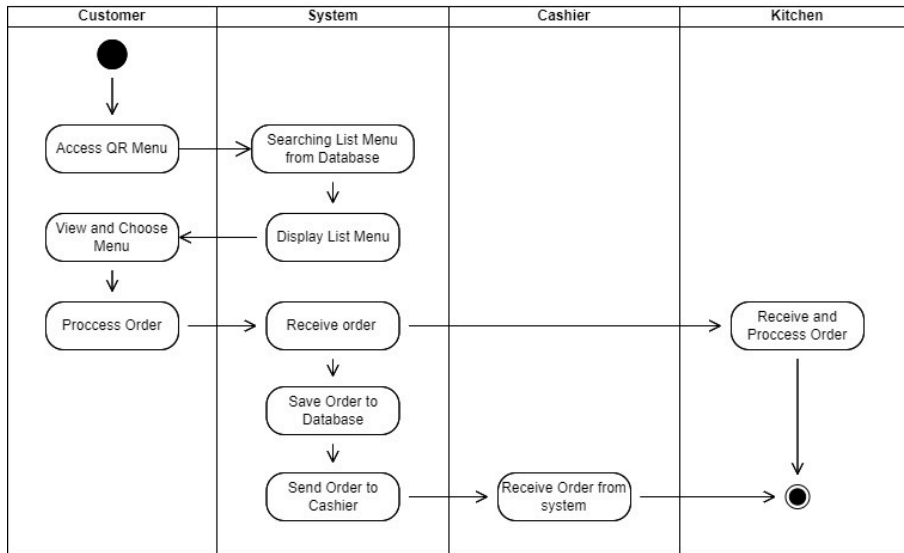 Customer
System
Cashier
Kitchen
Access QR Menu
Searching List Menu
from Database
View and Choose
Menu
Display List Menu
Proccess Order
Receive order
Receive and
Proccess Order
Save Order to
Database
Send Order to
Cashier
Receive Order from
system